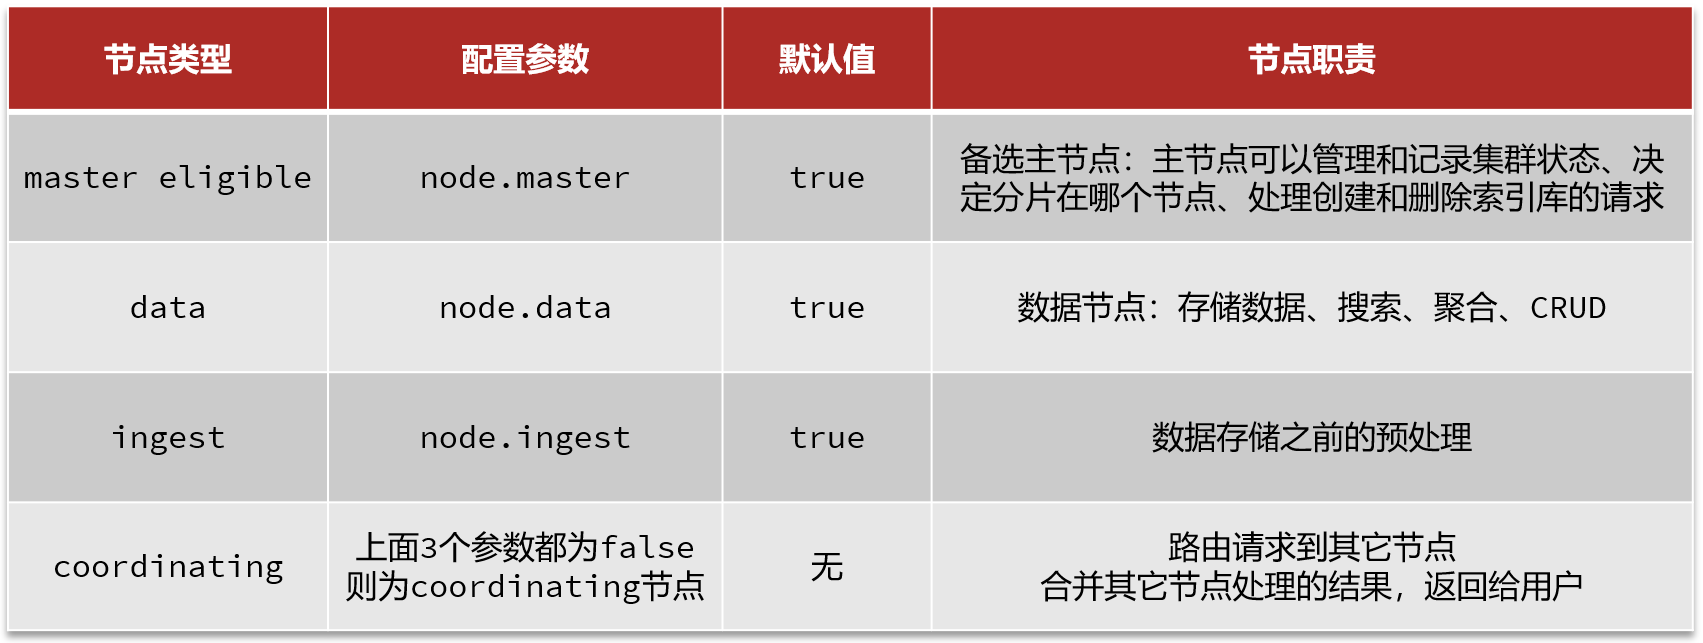 节点类型 配置参数 默认值 节点职责
master eligible node.master true 备选主节点：主节点可以管理和记录集群状态、决
定分片在哪个节点、处理创建和删除索引库的请求
data node.data true 数据节点：存储数据、搜索、聚合、CRUD
ingest node.ingest true 数据存储之前的预处理
coordinating
上面3个参数都为false
则为coordinating节点
无
路由请求到其它节点
合并其它节点处理的结果，返回给用户